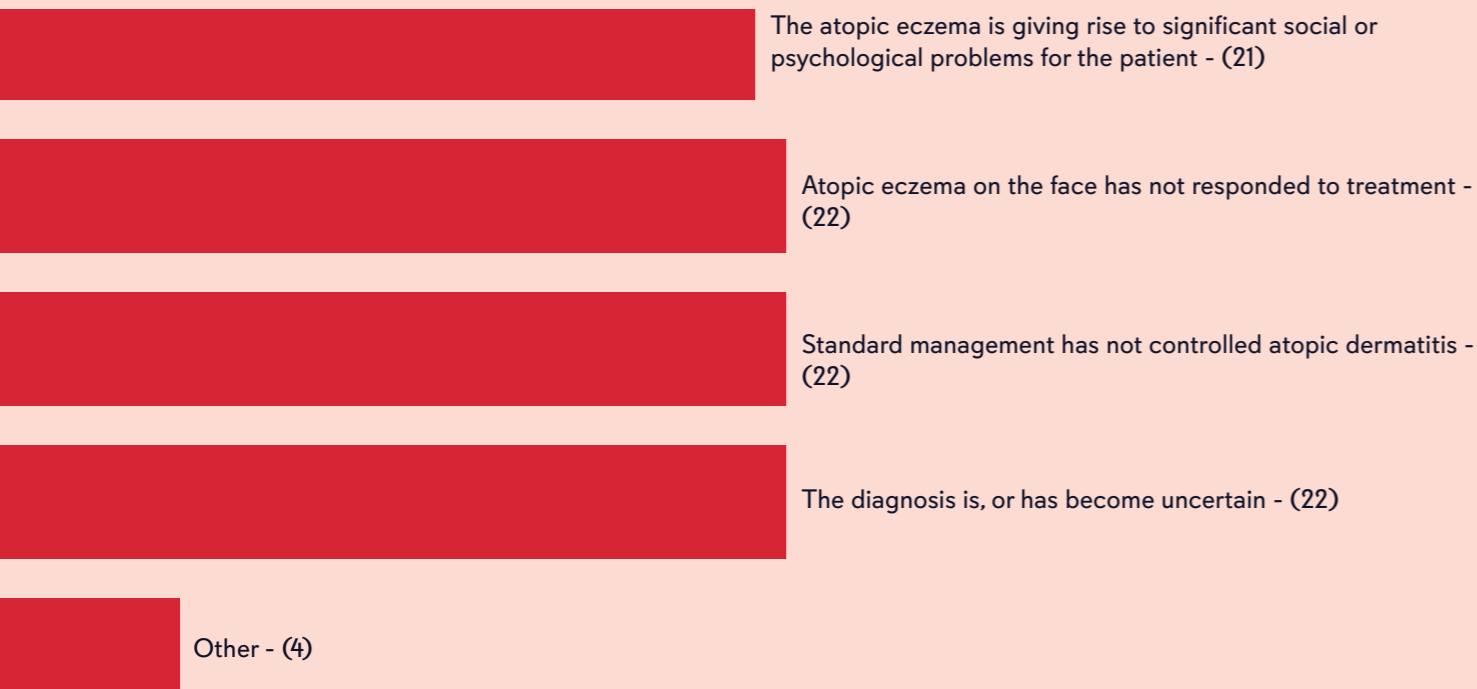 The atopic eczema is giving rise to significant social or
psychological problems for the patient - (21)
Atopic eczema on the face has not responded to treatment -
(22)
Standard management has not controlled atopic dermatitis -
(22)
The diagnosis is, or has become uncertain - (22)
Other - (4)